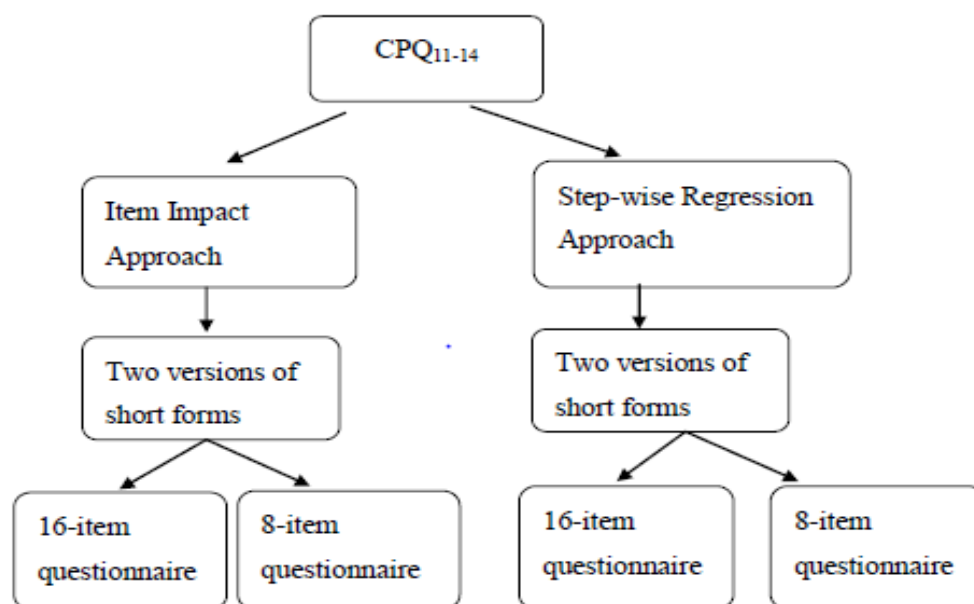 CPQ₁₁₋₁₄
Item Impact
Approach
Step-wise Regression
Approach
Two versions of
short forms
Two versions of
short forms
16-item
questionnaire
8-item
questionnaire
16-item
questionnaire
8-item
questionnaire